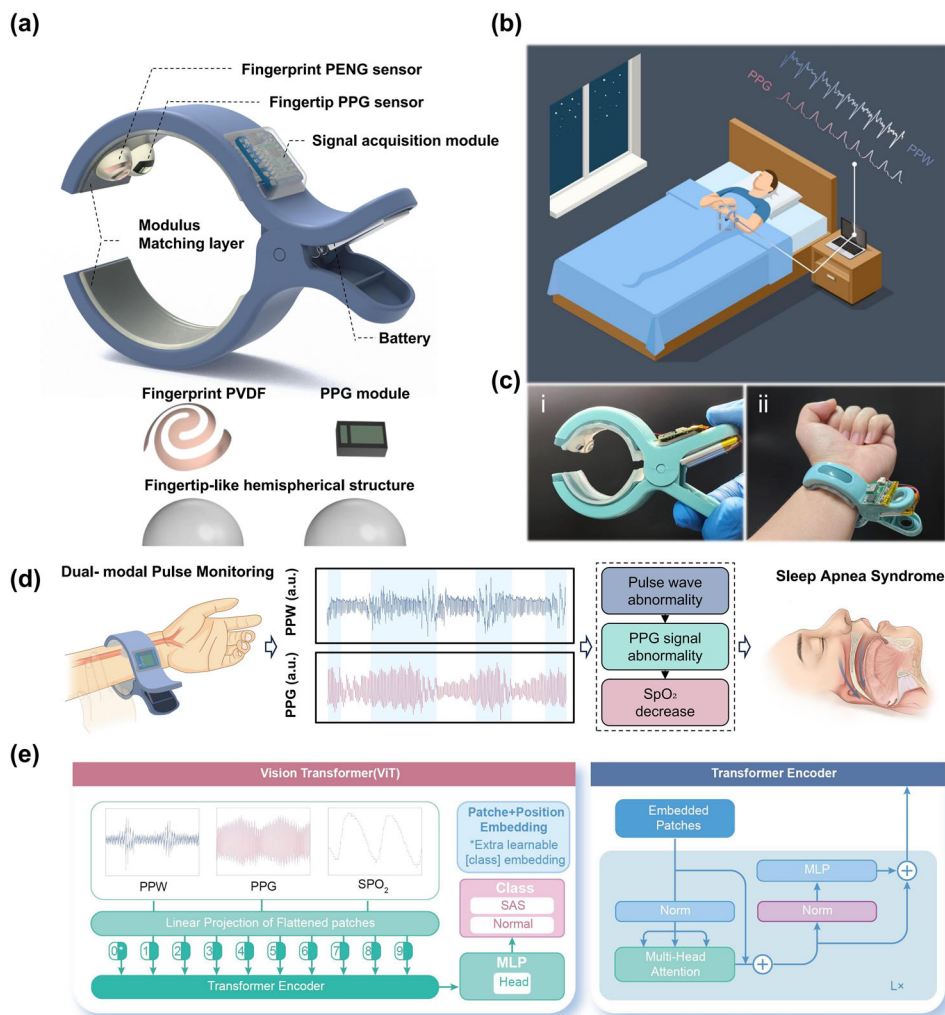 (a)
Fingerprint PENG sensor
Fingertip PPG sensor
Signal acquisition module
Modulus
Matching layer
Battery
Fingerprint PVDF
PPG module
Fingertip-like hemispherical structure
(b)
PPG
PPW
(c)
i
ii
(d)
Dual- modal Pulse Monitoring
PPW (a.u.)
PPG (a.u.)
Pulse wave
abnormality
PPG signal
abnormality
SpO₂
decrease
Sleep Apnea Syndrome
(e)
Vision Transformer(ViT)
PPW
PPG
SPO₂
Linear Projection of Flattened patches
0* 1 2 3 4 5 6 7 8 9
Transformer Encoder
Patche+Position
Embedding
*Extra learnable
[class] embedding
Class
SAS
Normal
MLP
Head
Transformer Encoder
Embedded
Patches
Norm
Multi-Head
Attention
MLP
Norm
L×